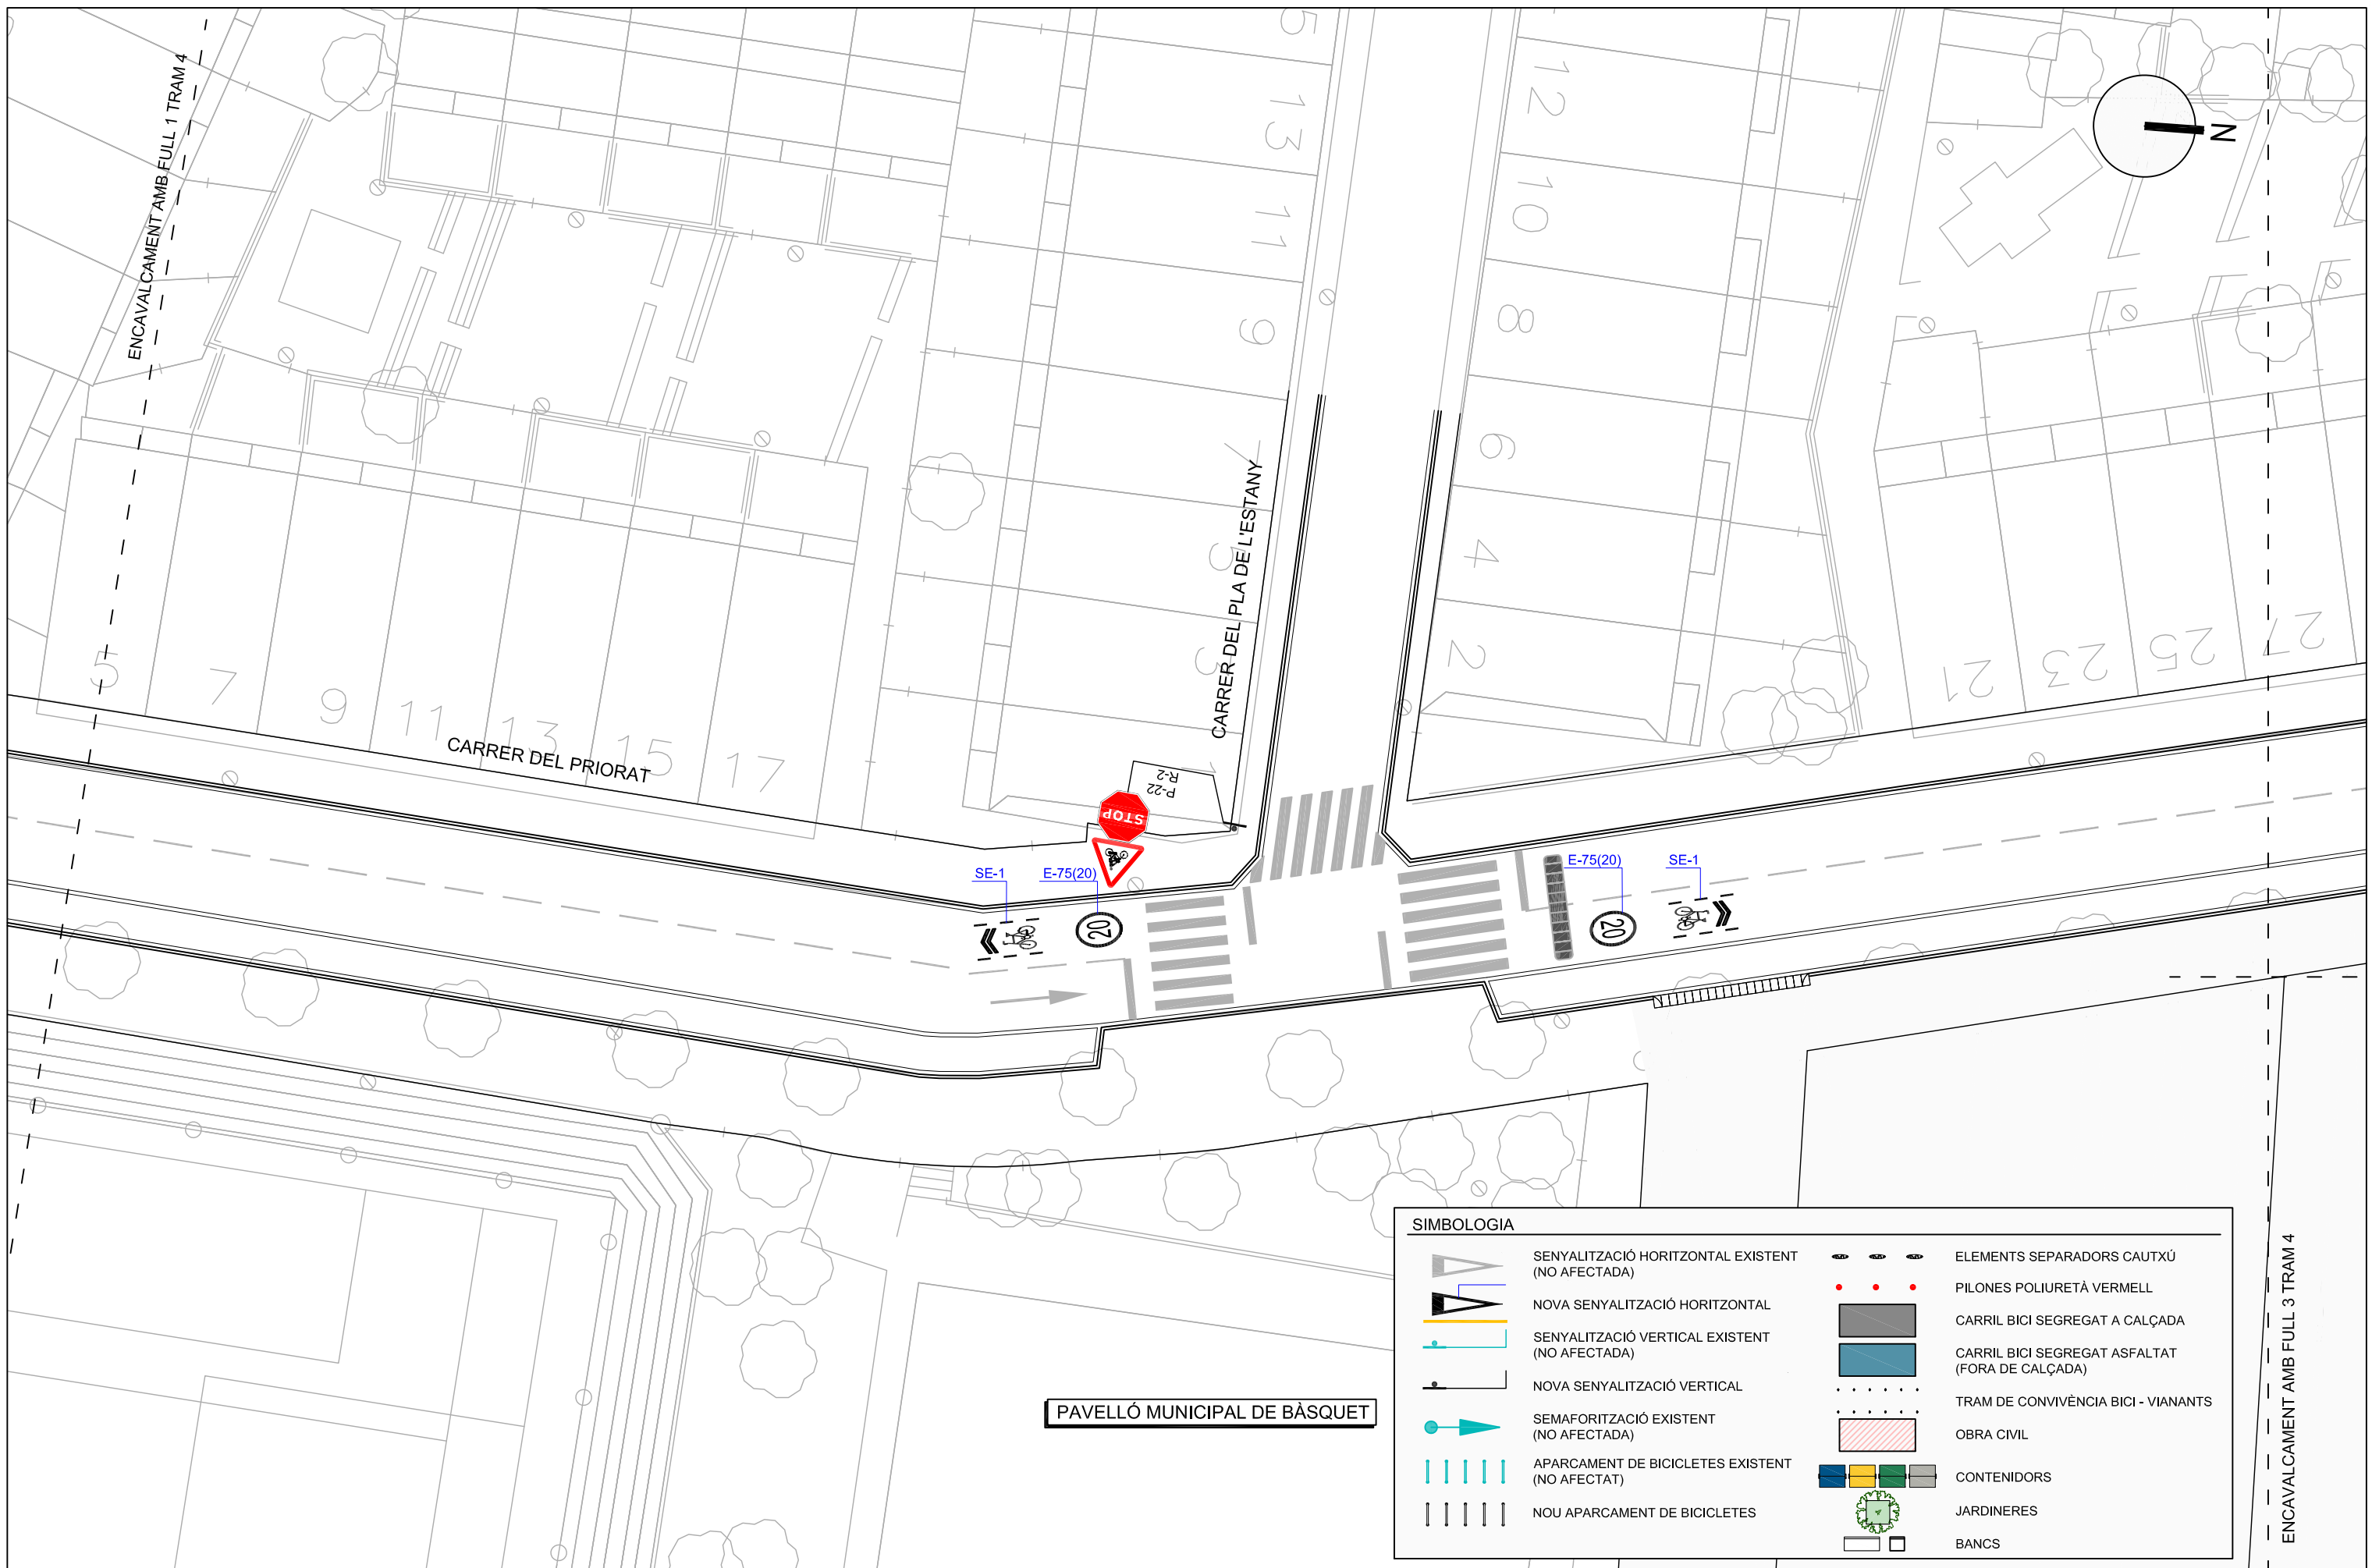 ENCAVALCAMENT AMB FULL 1 TRAM 4
5
13
11
9
7
5
3
1
12
10
8
6
4
2
N
CARRER DEL PLA DE L'ESTANY
5
7
9
11
13
15
17
21
23
25
27
CARRER DEL PRIORAT
R-2
P-22
STOP
SE-1
E-75(20)
20
E-75(20)
SE-1
20
PAVELLÓ MUNICIPAL DE BÀSQUET
SIMBOLOGIA
SENYALITZACIÓ HORITZONTAL EXISTENT
(NO AFECTADA)
NOVA SENYALITZACIÓ HORITZONTAL
SENYALITZACIÓ VERTICAL EXISTENT
(NO AFECTADA)
NOVA SENYALITZACIÓ VERTICAL
SEMAFORITZACIÓ EXISTENT
(NO AFECTADA)
APARCAMENT DE BICICLETES EXISTENT
(NO AFECTAT)
NOU APARCAMENT DE BICICLETES
ELEMENTS SEPARADORS CAUTXÚ
PILONES POLIURETÀ VERMELL
CARRIL BICI SEGREGAT A CALÇADA
CARRIL BICI SEGREGAT ASFALTAT
(FORA DE CALÇADA)
TRAM DE CONVIVÈNCIA BICI - VIANANTS
OBRA CIVIL
CONTENIDORS
JARDINERES
BANCS
ENCAVALCAMENT AMB FULL 3 TRAM 4